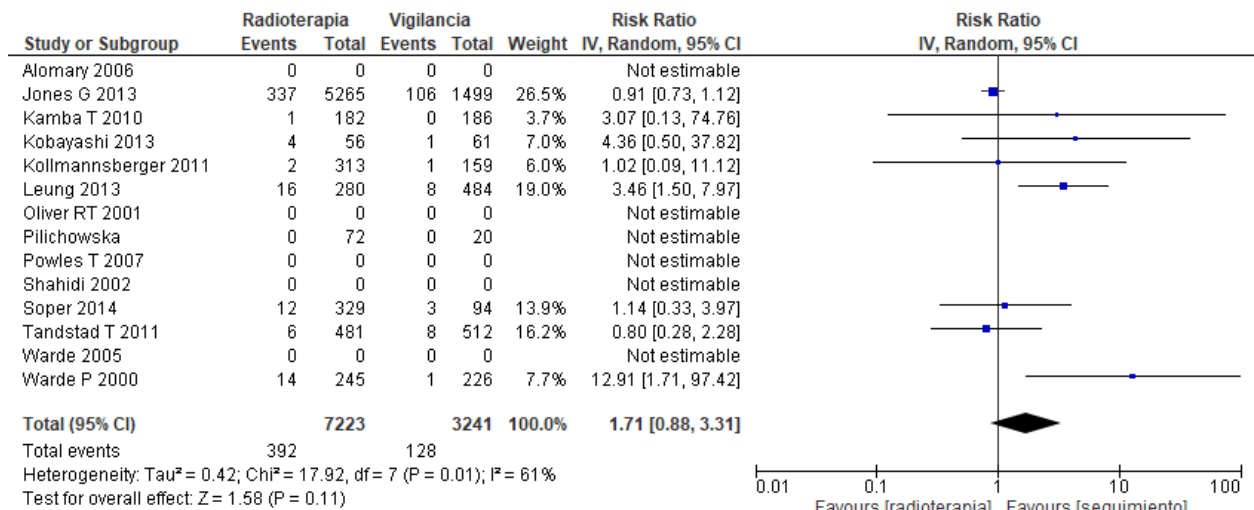 Radioterapia Vigilancia Risk Ratio Risk Ratio
Study or Subgroup Events Total Events Total Weight IV, Random, 95% CI IV, Random, 95% CI
Alomary 2006 0 0 0 0 Not estimable
Jones G 2013 337 5265 106 1499 26.5% 0.91 [0.73, 1.12]
Kamba T 2010 1 182 0 186 3.7% 3.07 [0.13, 74.76]
Kobayashi 2013 4 56 1 61 7.0% 4.36 [0.50, 37.82]
Kollmannsberger 2011 2 313 1 159 6.0% 1.02 [0.09, 11.12]
Leung 2013 16 280 8 484 19.0% 3.46 [1.50, 7.97]
Oliver RT 2001 0 0 0 0 Not estimable
Pilichowska 0 72 0 20 Not estimable
Powles T 2007 0 0 0 0 Not estimable
Shahidi 2002 0 0 0 0 Not estimable
Soper 2014 12 329 3 94 13.9% 1.14 [0.33, 3.97]
Tandstad T 2011 6 481 8 512 16.2% 0.80 [0.28, 2.28]
Warde 2005 0 0 0 0 Not estimable
Warde P 2000 14 245 1 226 7.7% 12.91 [1.71, 97.42]
Total (95% CI) 7223 3241 100.0% 1.71 [0.88, 3.31]
Total events 392 128
Heterogeneity: Tau² = 0.42; Chi² = 17.92, df = 7 (P = 0.01); I² = 61%
Test for overall effect: Z = 1.58 (P = 0.11)
0.01 0.1 1 10 100
Favours [radioterapia] Favours [seguimiento]